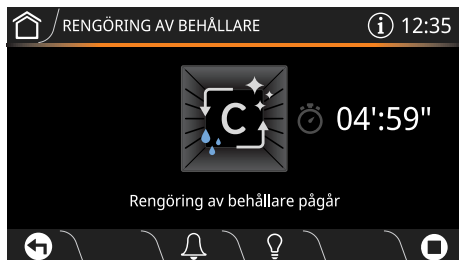 RENGÖRING AV BEHÅLLARE
i 12:35
C
04':59"
Rengöring av behållare pågår